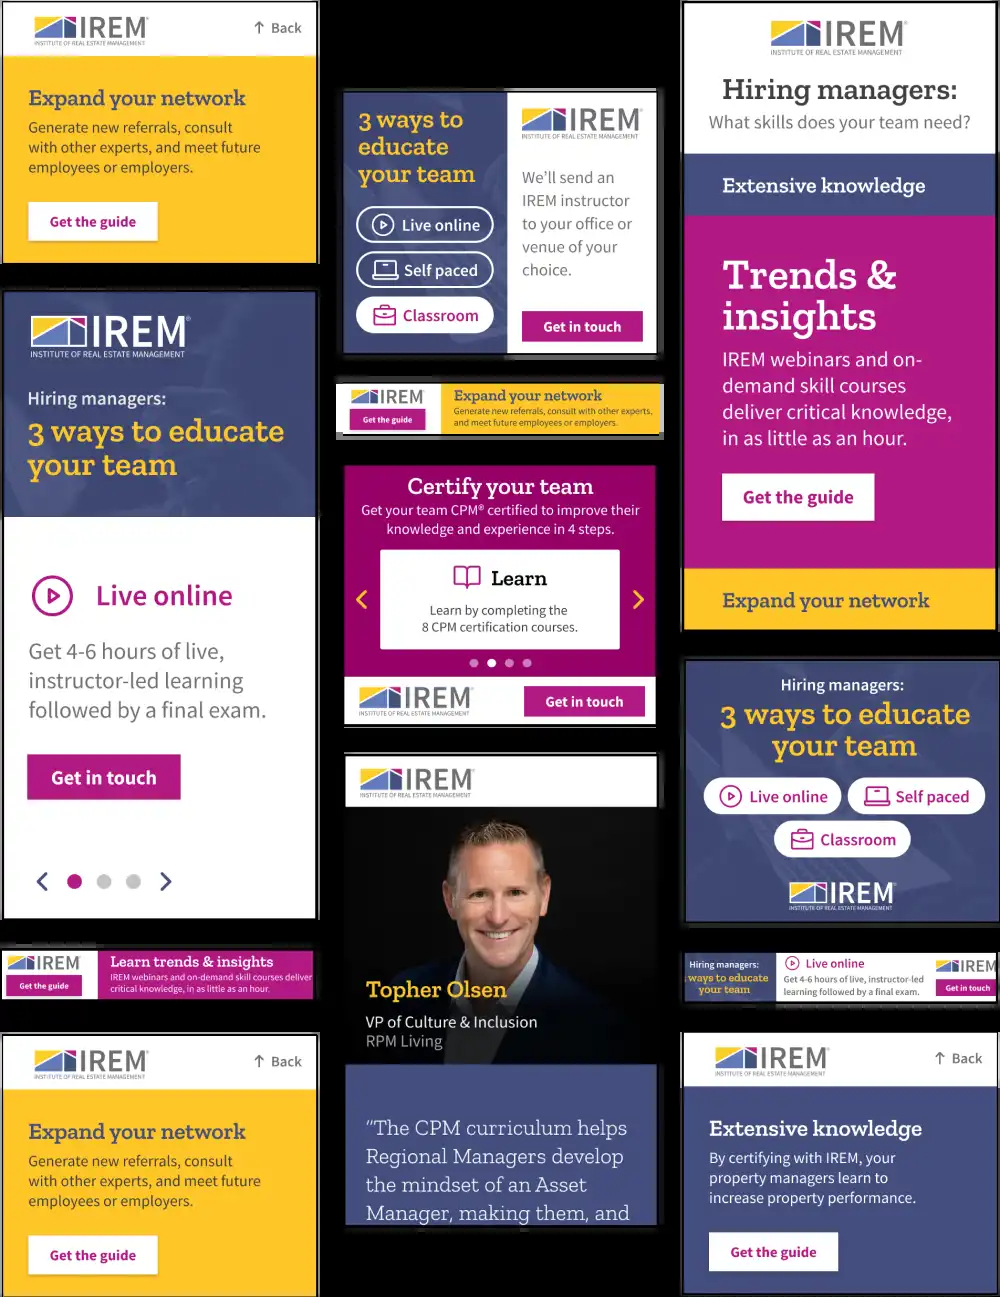 IREM
INSTITUTE OF REAL ESTATE MANAGEMENT
↑ Back
Expand your network
Generate new referrals, consult
with other experts, and meet future
employees or employers.
Get the guide
IREM
INSTITUTE OF REAL ESTATE MANAGEMENT
Hiring managers:
3 ways to educate
your team
Live online
Get 4-6 hours of live,
instructor-led learning
followed by a final exam.
Get in touch
IREM
Get the guide
Learn trends & insights
IREM webinars and on-demand skill courses deliver
critical knowledge, in as little as an hour.
IREM
INSTITUTE OF REAL ESTATE MANAGEMENT
↑ Back
Expand your network
Generate new referrals, consult
with other experts, and meet future
employees or employers.
Get the guide
3 ways to
educate
your team
Live online
Self paced
Classroom
IREM
INSTITUTE OF REAL ESTATE MANAGEMENT
We'll send an
IREM instructor
to your office or
venue of your
choice.
Get in touch
IREM
Get the guide
Expand your network
Generate new referrals, consult with other experts,
and meet future employees or employers.
Certify your team
Get your team CPM® certified to improve their
knowledge and experience in 4 steps.
Learn
Learn by completing the
8 CPM certification courses.
IREM
INSTITUTE OF REAL ESTATE MANAGEMENT
Get in touch
IREM
INSTITUTE OF REAL ESTATE MANAGEMENT
Topher Olsen
VP of Culture & Inclusion
RPM Living
“The CPM curriculum helps
Regional Managers develop
the mindset of an Asset
Manager, making them, and
IREM
INSTITUTE OF REAL ESTATE MANAGEMENT
Hiring managers:
What skills does your team need?
Extensive knowledge
Trends &
insights
IREM webinars and on-
demand skill courses
deliver critical knowledge,
in as little as an hour.
Get the guide
Expand your network
Hiring managers:
3 ways to educate
your team
Live online
Self paced
Classroom
IREM
INSTITUTE OF REAL ESTATE MANAGEMENT
Hiring managers:
ways to educate
your team
Live online
Get 4-6 hours of live, instructor-led
learning followed by a final exam.
IREM
Get in touch
IREM
INSTITUTE OF REAL ESTATE MANAGEMENT
↑ Back
Extensive knowledge
By certifying with IREM, your
property managers learn to
increase property performance.
Get the guide